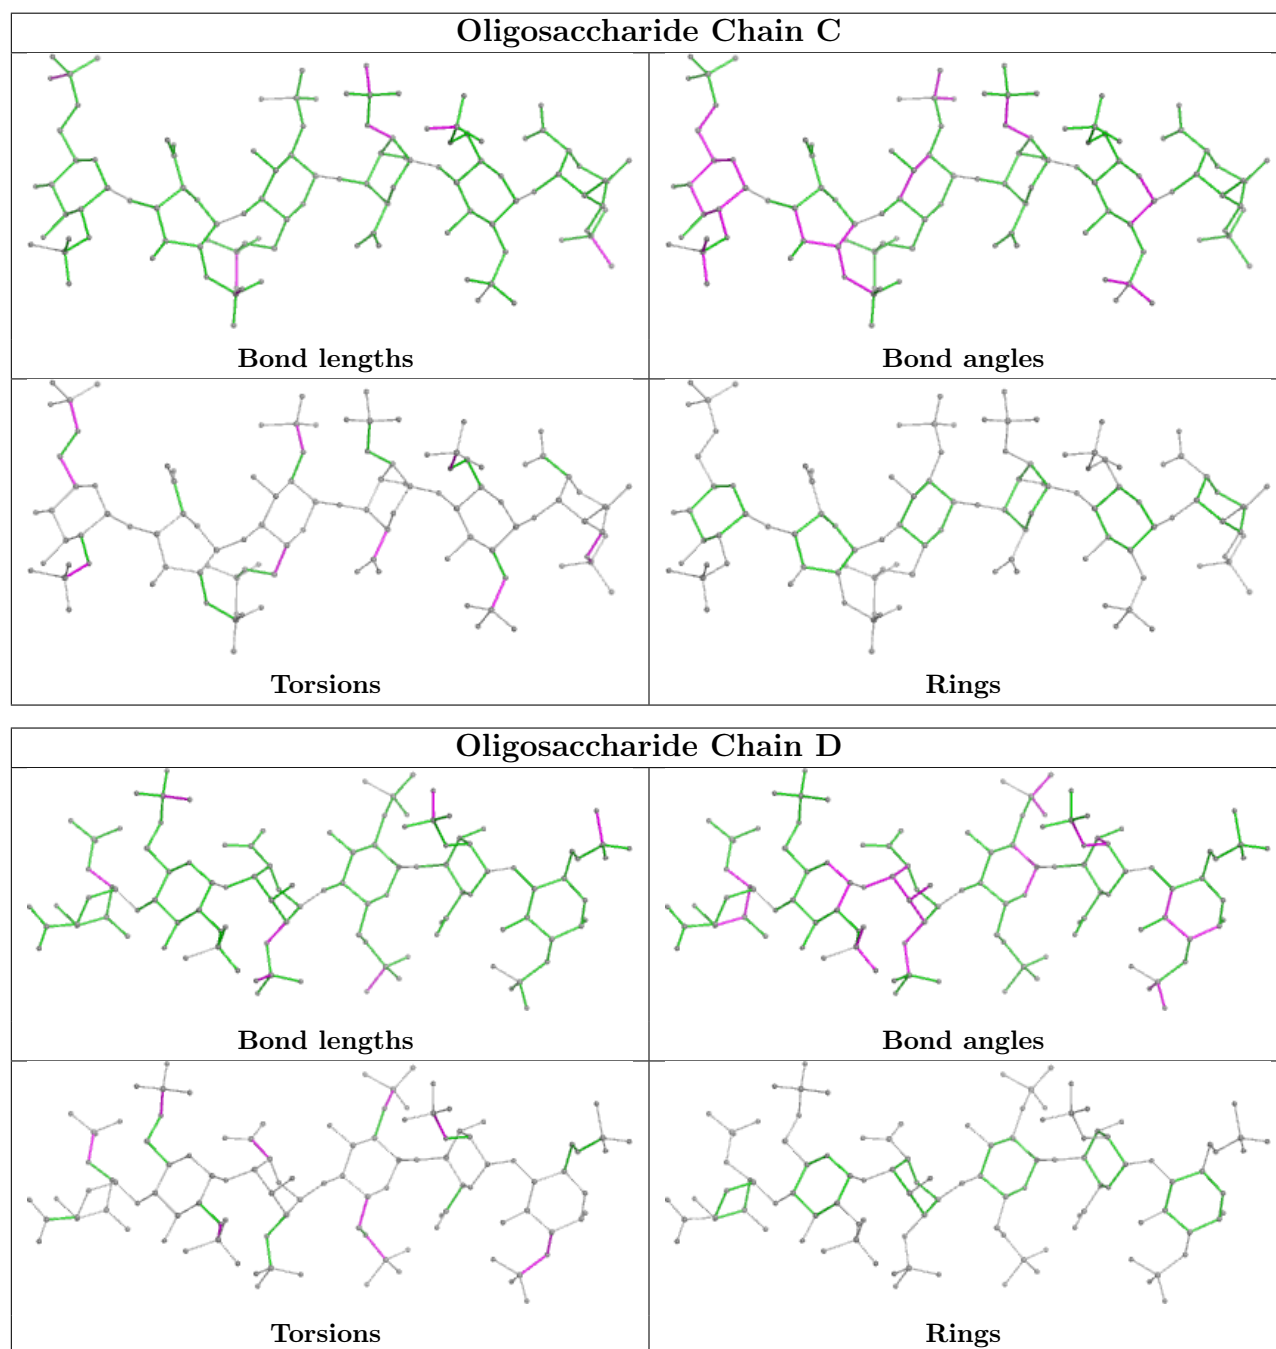 Oligosaccharide Chain C
Bond lengths
Bond angles
Torsions
Rings
Oligosaccharide Chain D
Bond lengths
Bond angles
Torsions
Rings